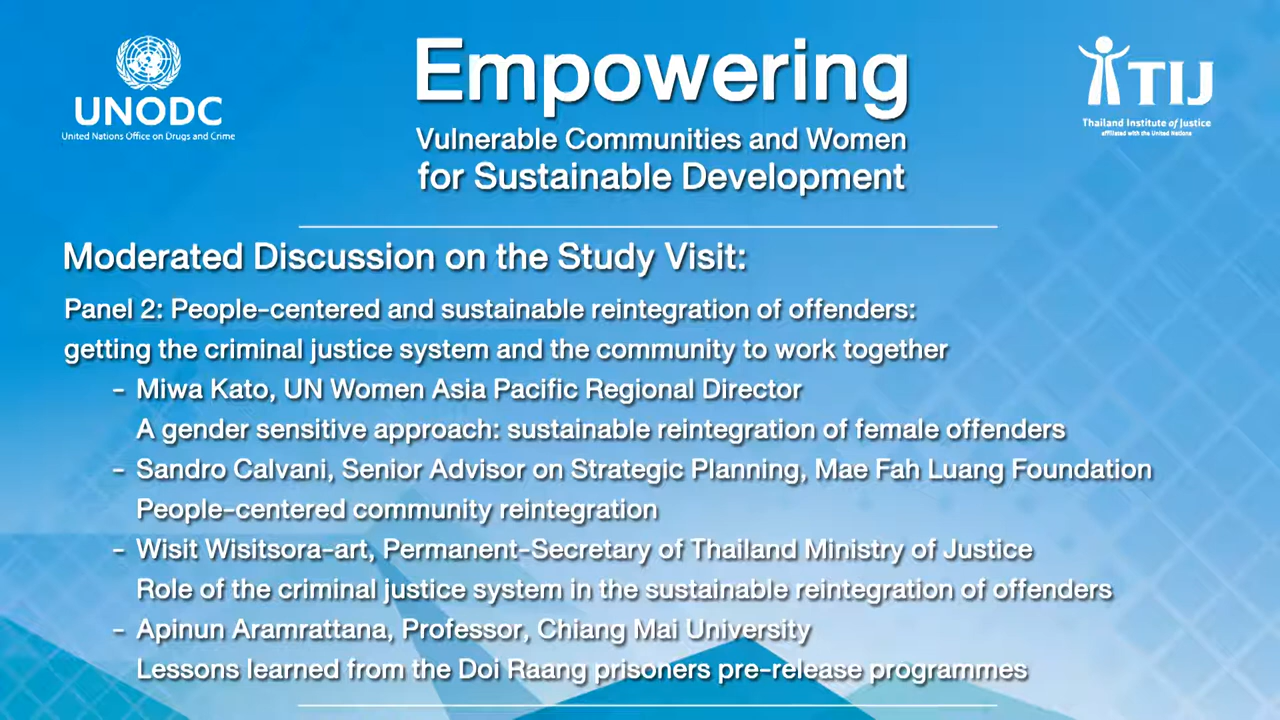 UNODC
United Nations Office on Drugs and Crime
Empowering
Vulnerable Communities and Women
for Sustainable Development
TIJ
Thailand Institute of Justice
affiliated with the United Nations
Moderated Discussion on the Study Visit:
Panel 2: People-centered and sustainable reintegration of offenders:
getting the criminal justice system and the community to work together
- Miwa Kato, UN Women Asia Pacific Regional Director
A gender sensitive approach: sustainable reintegration of female offenders
- Sandro Calvani, Senior Advisor on Strategic Planning, Mae Fah Luang Foundation
People-centered community reintegration
- Wisit Wisitsora-art, Permanent-Secretary of Thailand Ministry of Justice
Role of the criminal justice system in the sustainable reintegration of offenders
- Apinun Aramrattana, Professor, Chiang Mai University
Lessons learned from the Doi Raang prisoners pre-release programmes